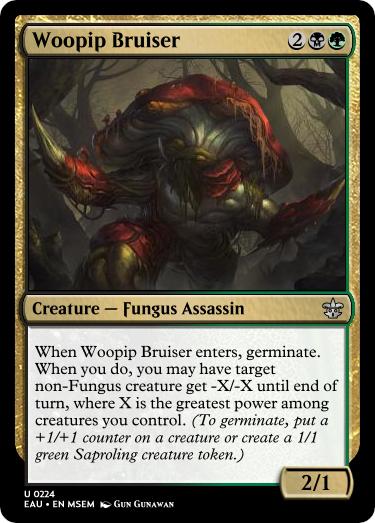 Woopip Bruiser 2
Creature — Fungus Assassin
When Woopip Bruiser enters, germinate.
When you do, you may have target
non-Fungus creature get -X/-X until end of
turn, where X is the greatest power among
creatures you control. (To germinate, put a
+1/+1 counter on a creature or create a 1/1
green Saproling creature token.)
2/1
U 0224
EAU • EN MSEM Gun Gunawan